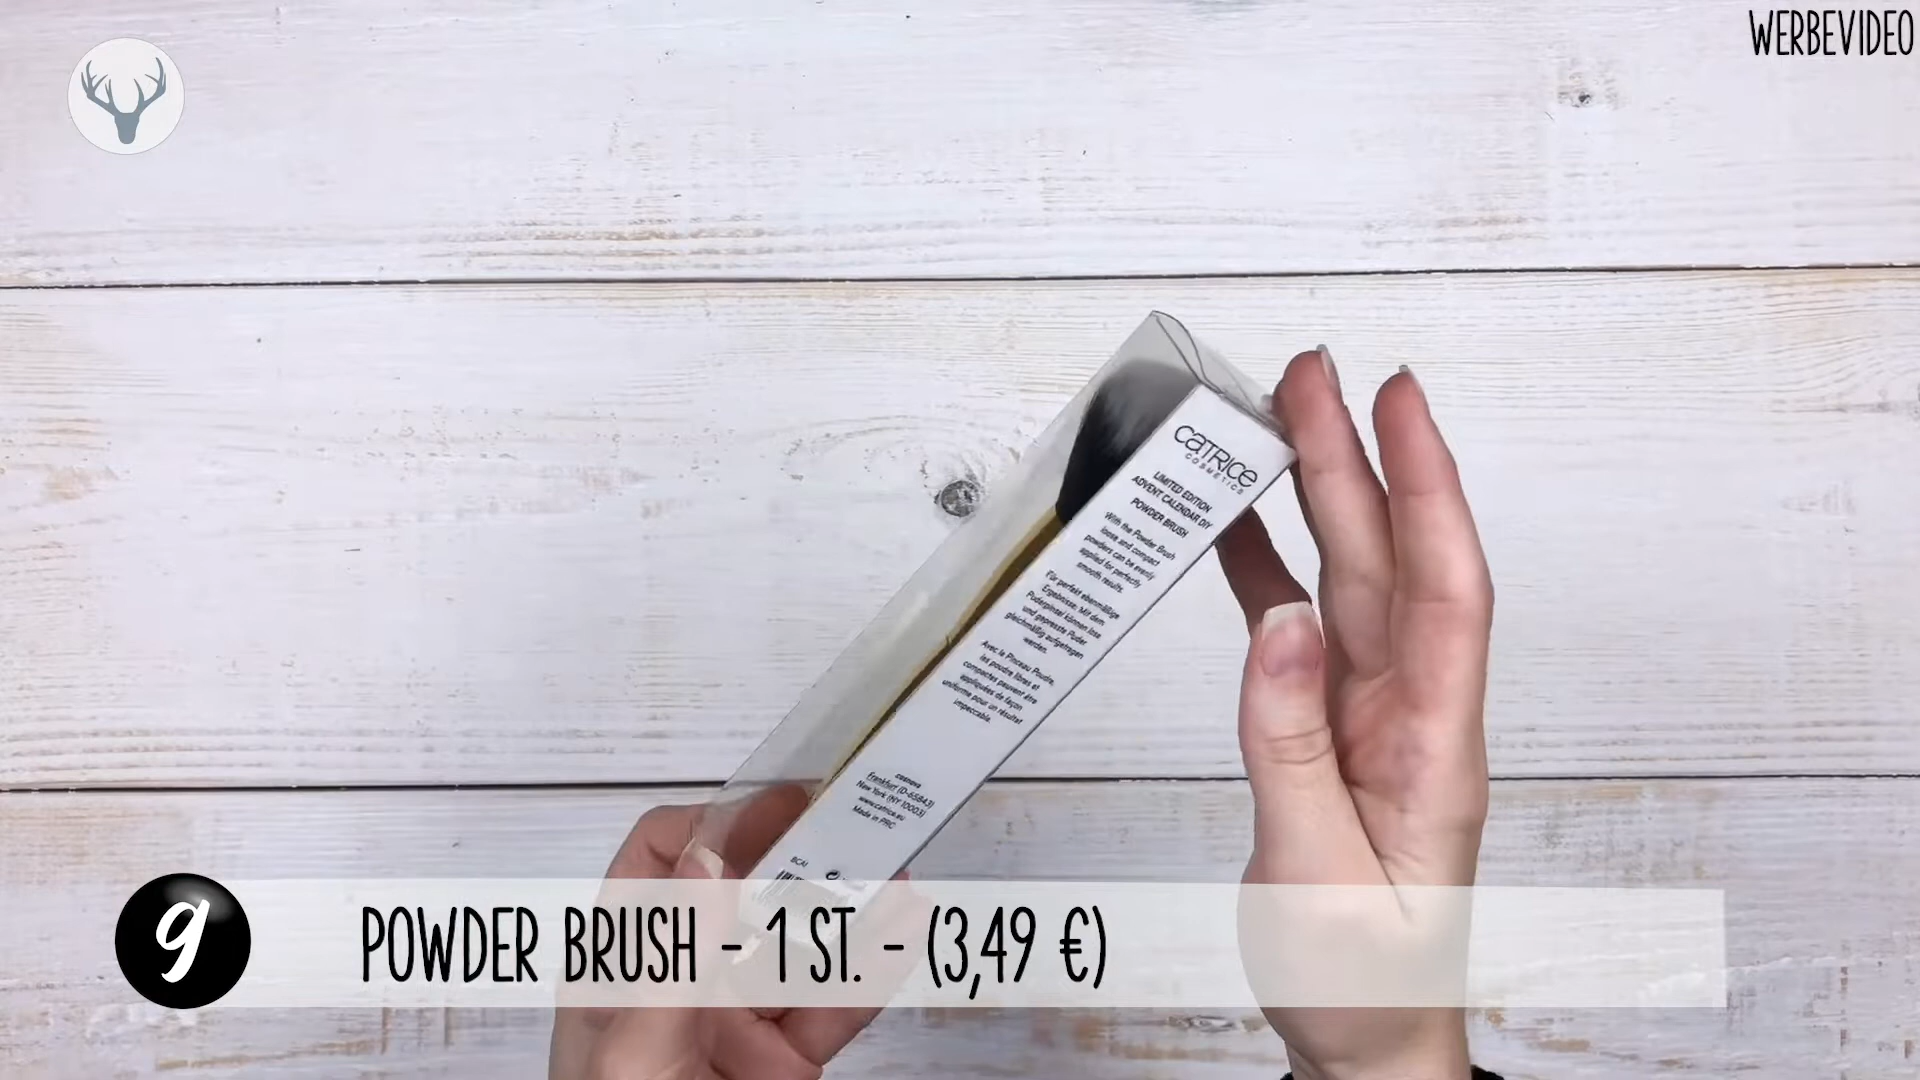 WERBEVIDEO
CATRICE
COSMETICS
LIMITED EDITION
ADVENT CALENDAR DIY
POWDER BRUSH
With the Powder Brush
loose and compact
powders can be evenly
applied for perfectly
smooth results.
Für perfekt ebenmäßige
Ergebnisse: Mit dem
Puderpinsel können lose
und gepresste Puder
gleichmäßig aufgetragen
werden.
Avec le Pinceau Poudre,
les poudre libres et
compactes peuvent être
appliquées de façon
uniforme pour un résultat
impeccable.
cosnova
Frankfurt (D-65843)
New York (NY 10003)
www.catrice.eu
Made in PRC
BCA1
9 POWDER BRUSH - 1 ST. - (3,49 €)